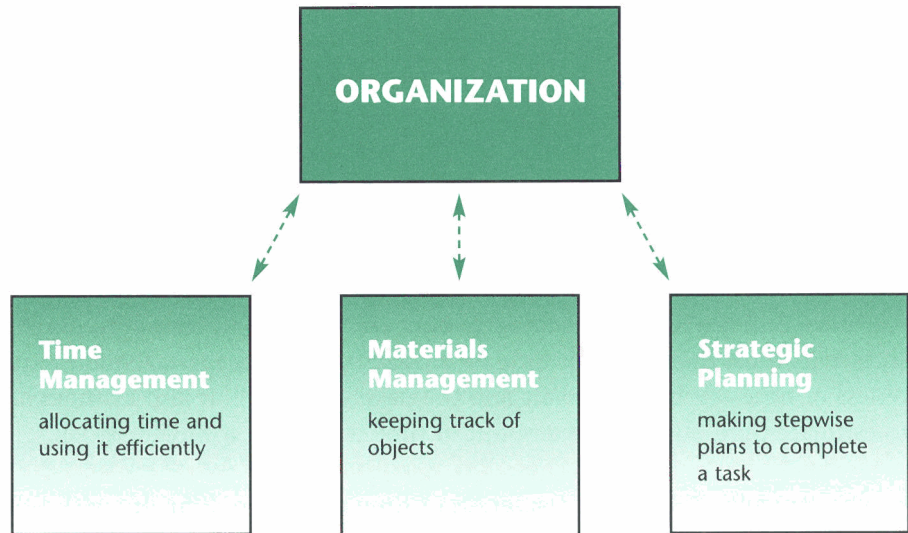 ORGANIZATION
Time
Management
allocating time and
using it efficiently
Materials
Management
keeping track of
objects
Strategic
Planning
making stepwise
plans to complete
a task